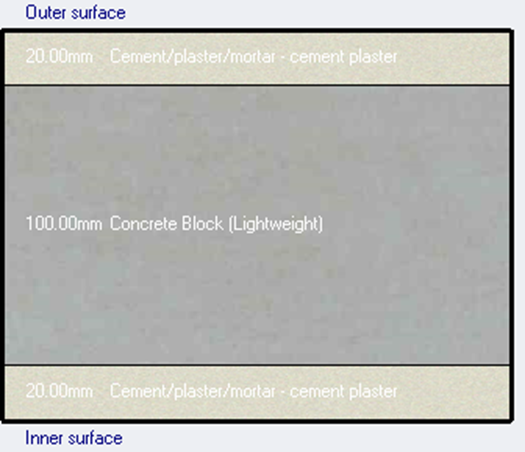 Outer surface
20.00mm Cement/plaster/mortar - cement plaster
100.00mm Concrete Block (Lightweight)
20.00mm Cement/plaster/mortar - cement plaster
Inner surface